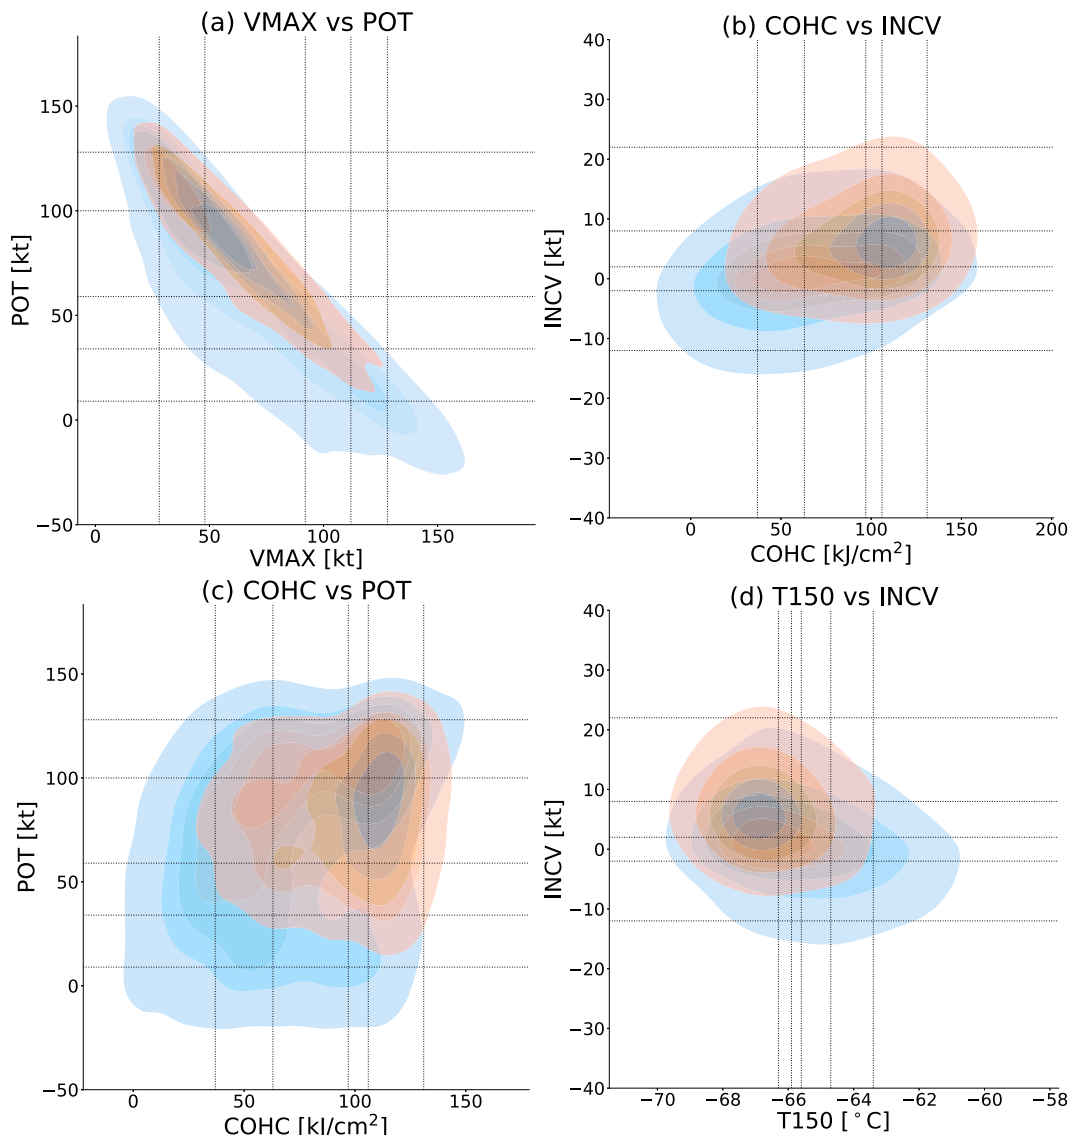 (a) VMAX vs POT
POT [kt]
150
100
50
0
−50
0 50 100 150
VMAX [kt]
(b) COHC vs INCV
INCV [kt]
40
30
20
10
0
−10
−20
−30
−40
0 50 100 150 200
COHC [kJ/cm²]
(c) COHC vs POT
POT [kt]
150
100
50
0
−50
0 50 100 150
COHC [kJ/cm²]
(d) T150 vs INCV
INCV [kt]
40
30
20
10
0
−10
−20
−30
−40
−70 −68 −66 −64 −62 −60 −58
T150 [°C]